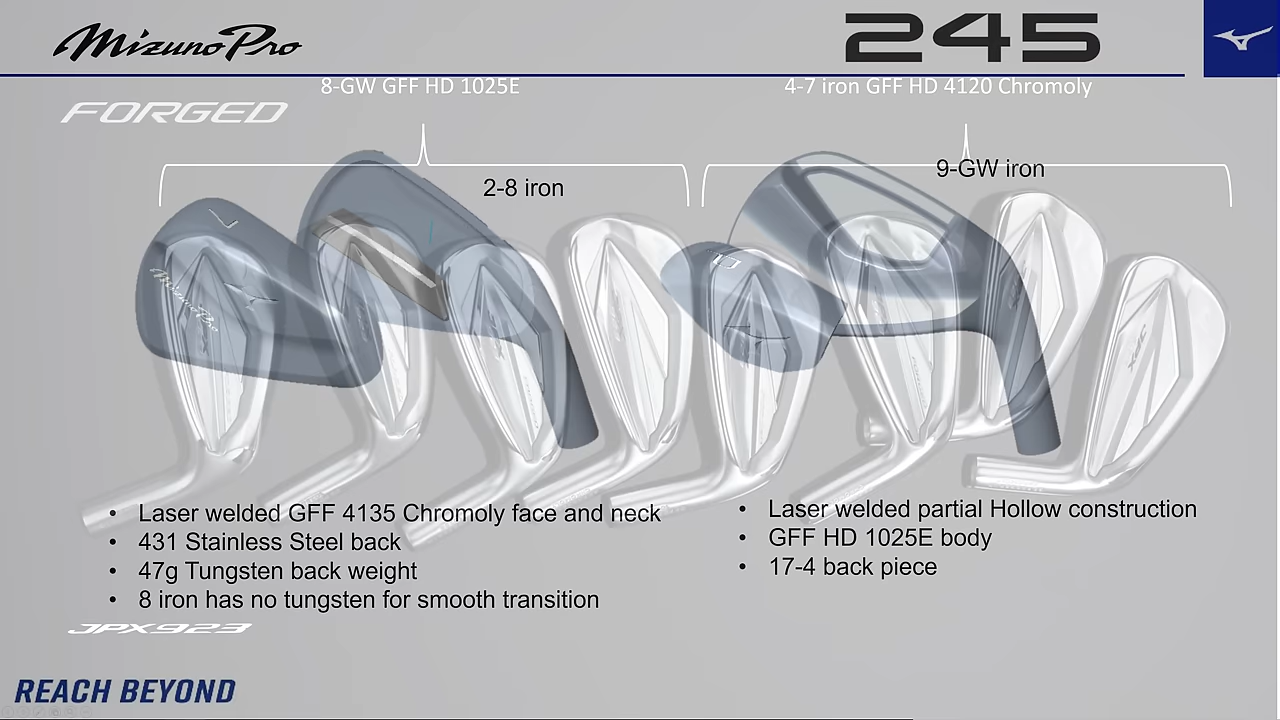 Mizuno Pro
245
8-GW GFF HD 1025E
4-7 iron GFF HD 4120 Chromoly
FORGED
2-8 iron
9-GW iron
Mizuno Pro
• Laser welded GFF 4135 Chromoly face and neck
• 431 Stainless Steel back
• 47g Tungsten back weight
• 8 iron has no tungsten for smooth transition
• Laser welded partial Hollow construction
• GFF HD 1025E body
• 17-4 back piece
JPX923
REACH BEYOND